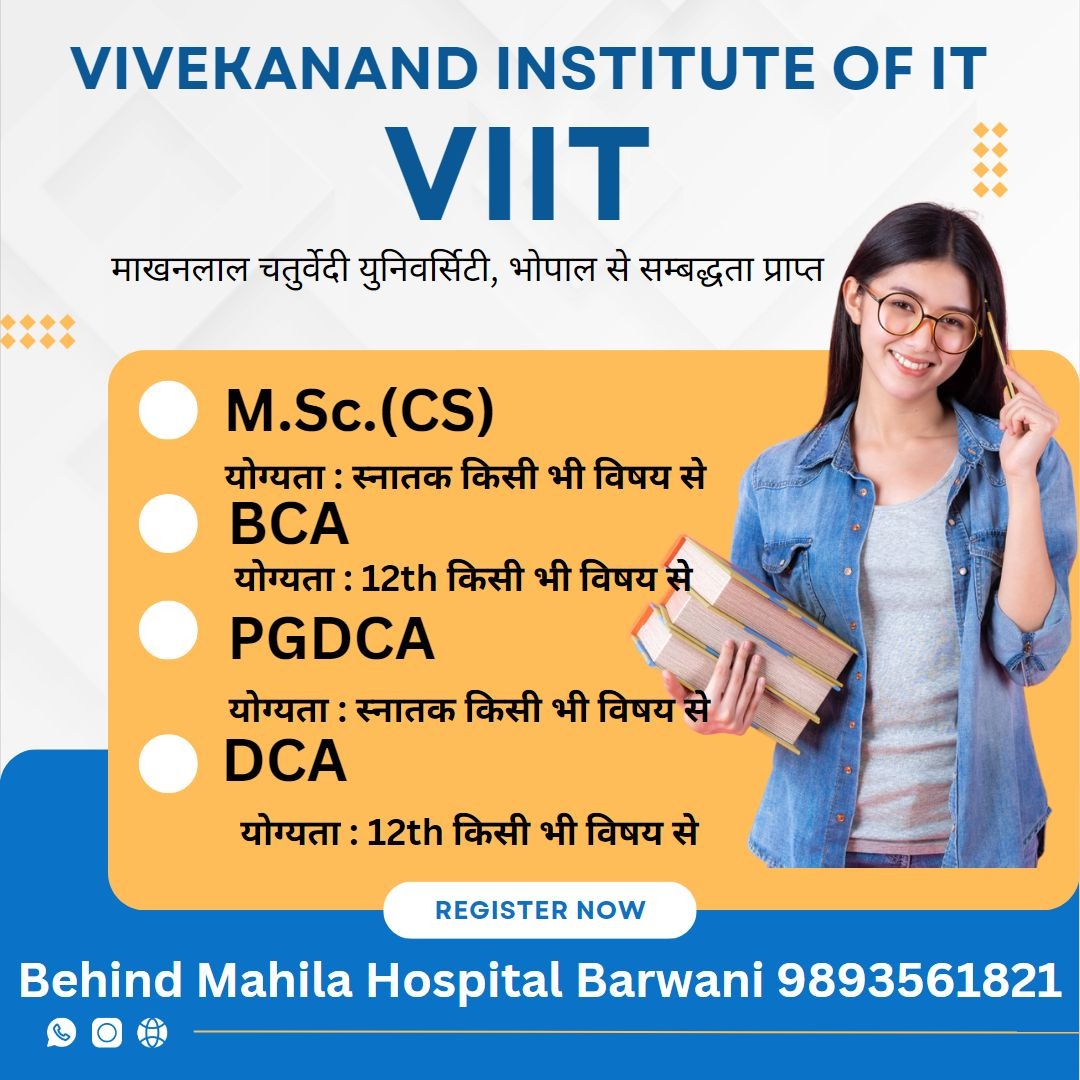 VIVEKANAND INSTITUTE OF IT
VIIT
माखनलाल चतुर्वेदी युनिवर्सिटी, भोपाल से सम्बद्धता प्राप्त
M.Sc.(CS)
योग्यता : स्नातक किसी भी विषय से
BCA
योग्यता : 12th किसी भी विषय से
PGDCA
योग्यता : स्नातक किसी भी विषय से
DCA
योग्यता : 12th किसी भी विषय से
REGISTER NOW
Behind Mahila Hospital Barwani 9893561821